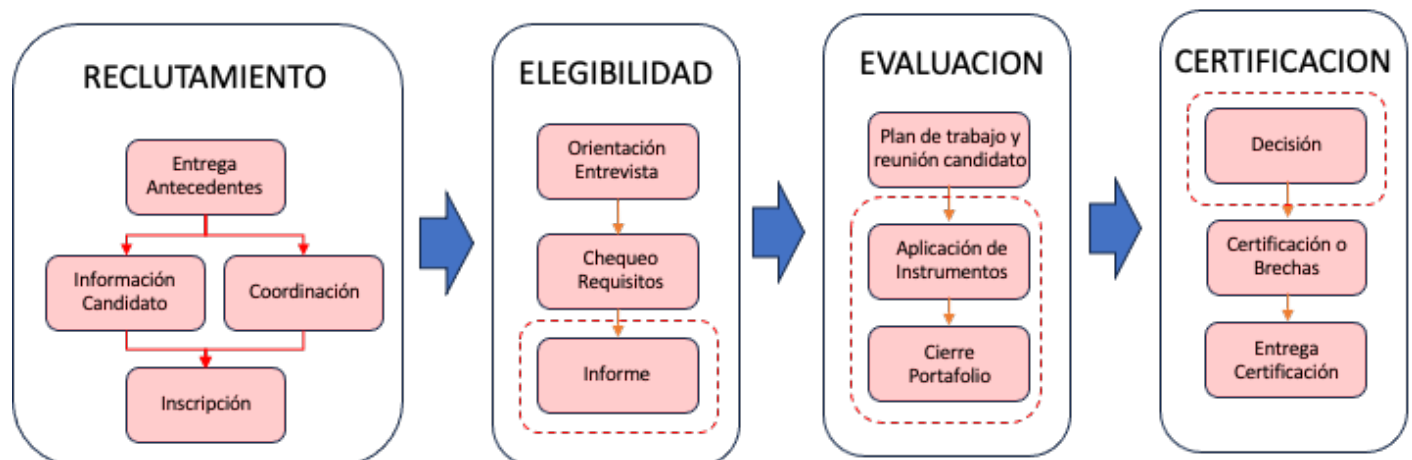 RECLUTAMIENTO
Entrega
Antecedentes
Información
Candidato
Coordinación
Inscripción
ELEGIBILIDAD
Orientación
Entrevista
Chequeo
Requisitos
Informe
EVALUACION
Plan de trabajo y
reunión candidato
Aplicación de
Instrumentos
Cierre
Portafolio
CERTIFICACION
Decisión
Certificación o
Brechas
Entrega
Certificación